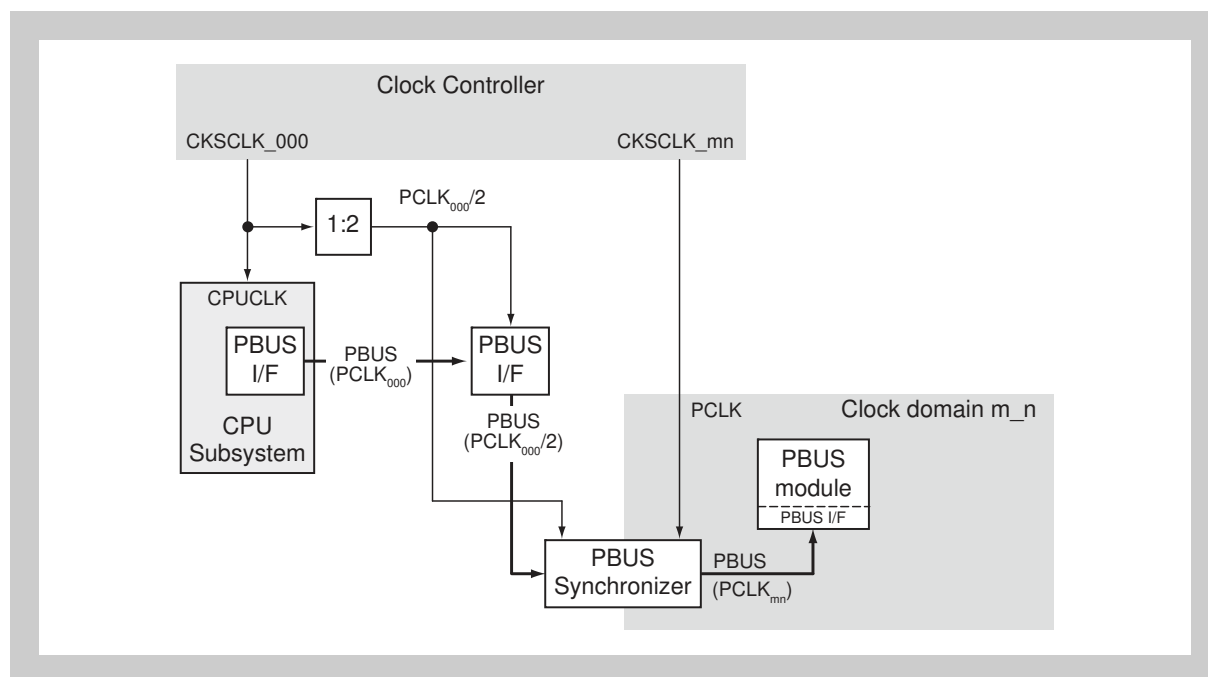 Clock Controller
CKSCLK_000
CKSCLK_mn
PCLK000/2
1:2
CPUCLK
PBUS
I/F
CPU
Subsystem
PBUS
(PCLK000)
PBUS
I/F
PBUS
(PCLK000/2)
PCLK
Clock domain m_n
PBUS
module
PBUS I/F
PBUS
Synchronizer
PBUS
(PCLKmn)